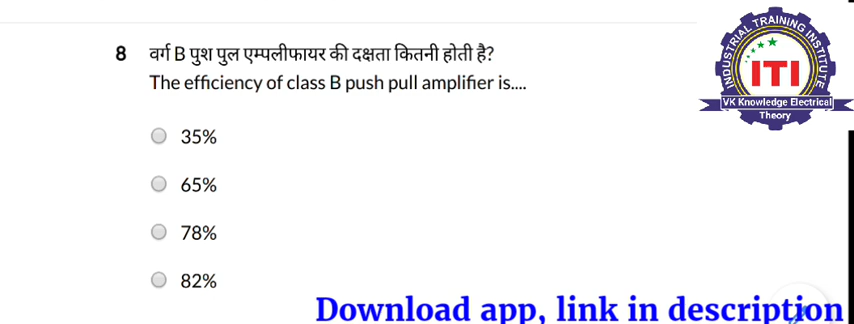 8 वर्ग B पुश पुल एम्पलीफायर की दक्षता कितनी होती है?
The efficiency of class B push pull amplifier is....
35%
65%
78%
82%
INDUSTRIAL TRAINING INSTITUTE
ITI
VK Knowledge Electrical
Theory
Download app, link in description